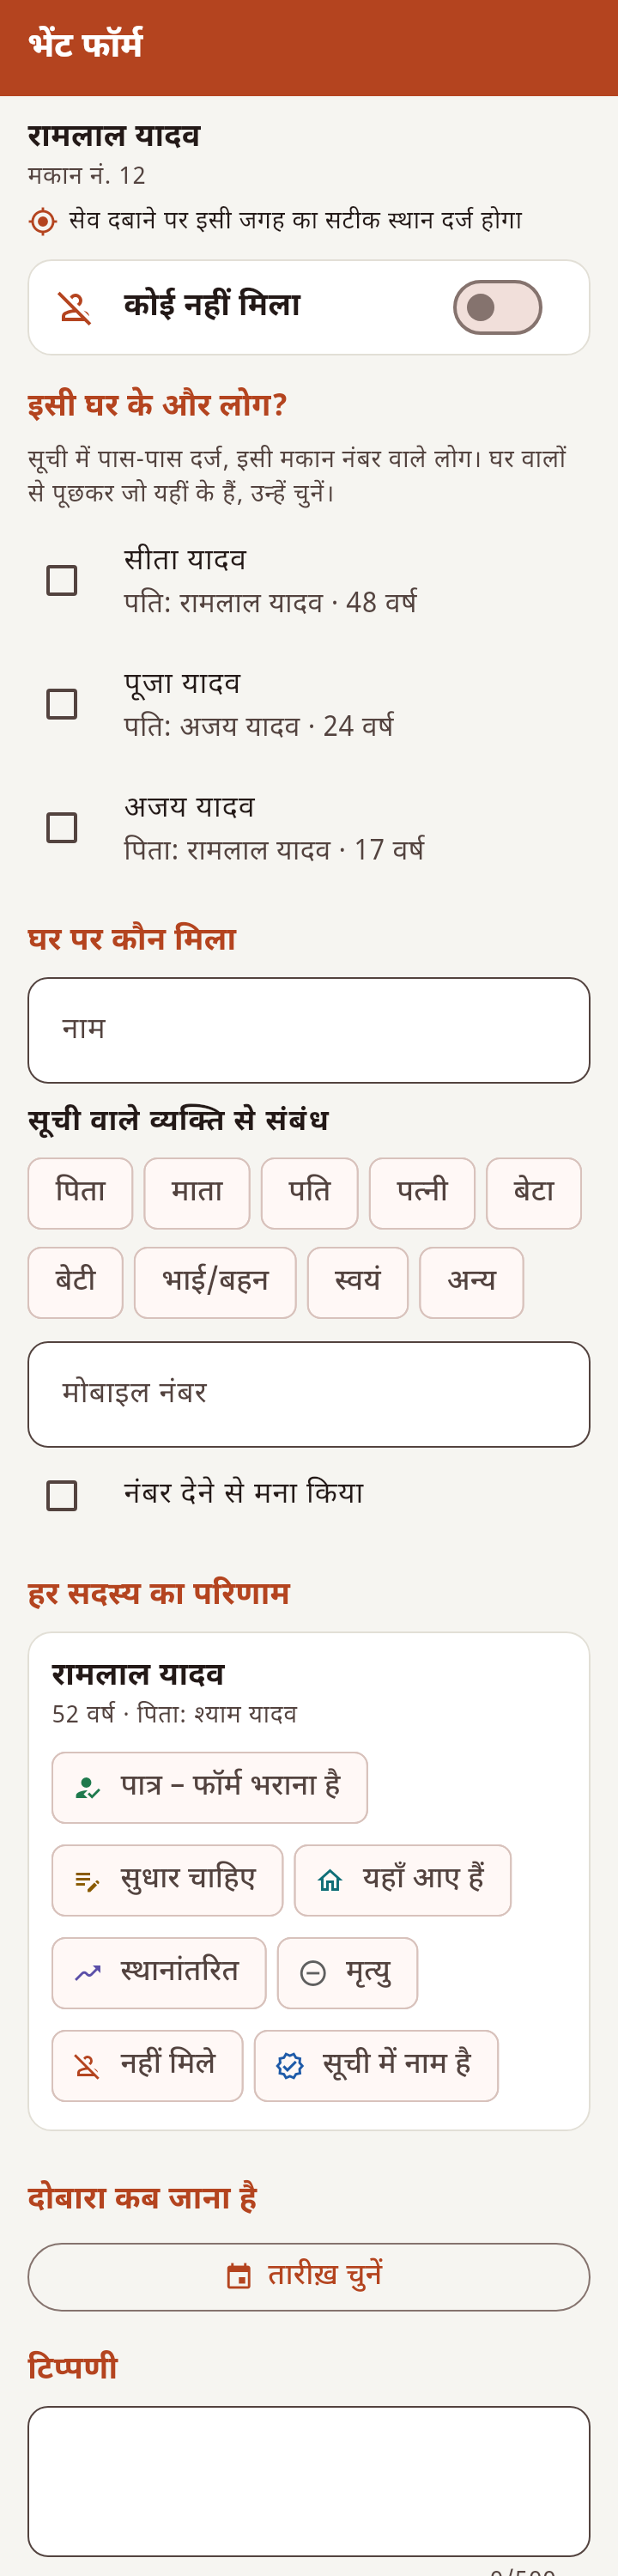 भेंट फॉर्म
रामलाल यादव
मकान नं. 12
सेव दबाने पर इसी जगह का सटीक स्थान दर्ज होगा
कोई नहीं मिला
इसी घर के और लोग?
सूची में पास-पास दर्ज, इसी मकान नंबर वाले लोग। घर वालों
से पूछकर जो यहीं के हैं, उन्हें चुनें।
सीता यादव
पति: रामलाल यादव · 48 वर्ष
पूजा यादव
पति: अजय यादव · 24 वर्ष
अजय यादव
पिता: रामलाल यादव · 17 वर्ष
घर पर कौन मिला
नाम
सूची वाले व्यक्ति से संबंध
पिता माता पति पत्नी बेटा
बेटी भाई/बहन स्वयं अन्य
मोबाइल नंबर
नंबर देने से मना किया
हर सदस्य का परिणाम
रामलाल यादव
52 वर्ष · पिता: श्याम यादव
पात्र – फॉर्म भराना है
सुधार चाहिए यहाँ आए हैं
स्थानांतरित मृत्यु
नहीं मिले सूची में नाम है
दोबारा कब जाना है
तारीख़ चुनें
टिप्पणी
0/500